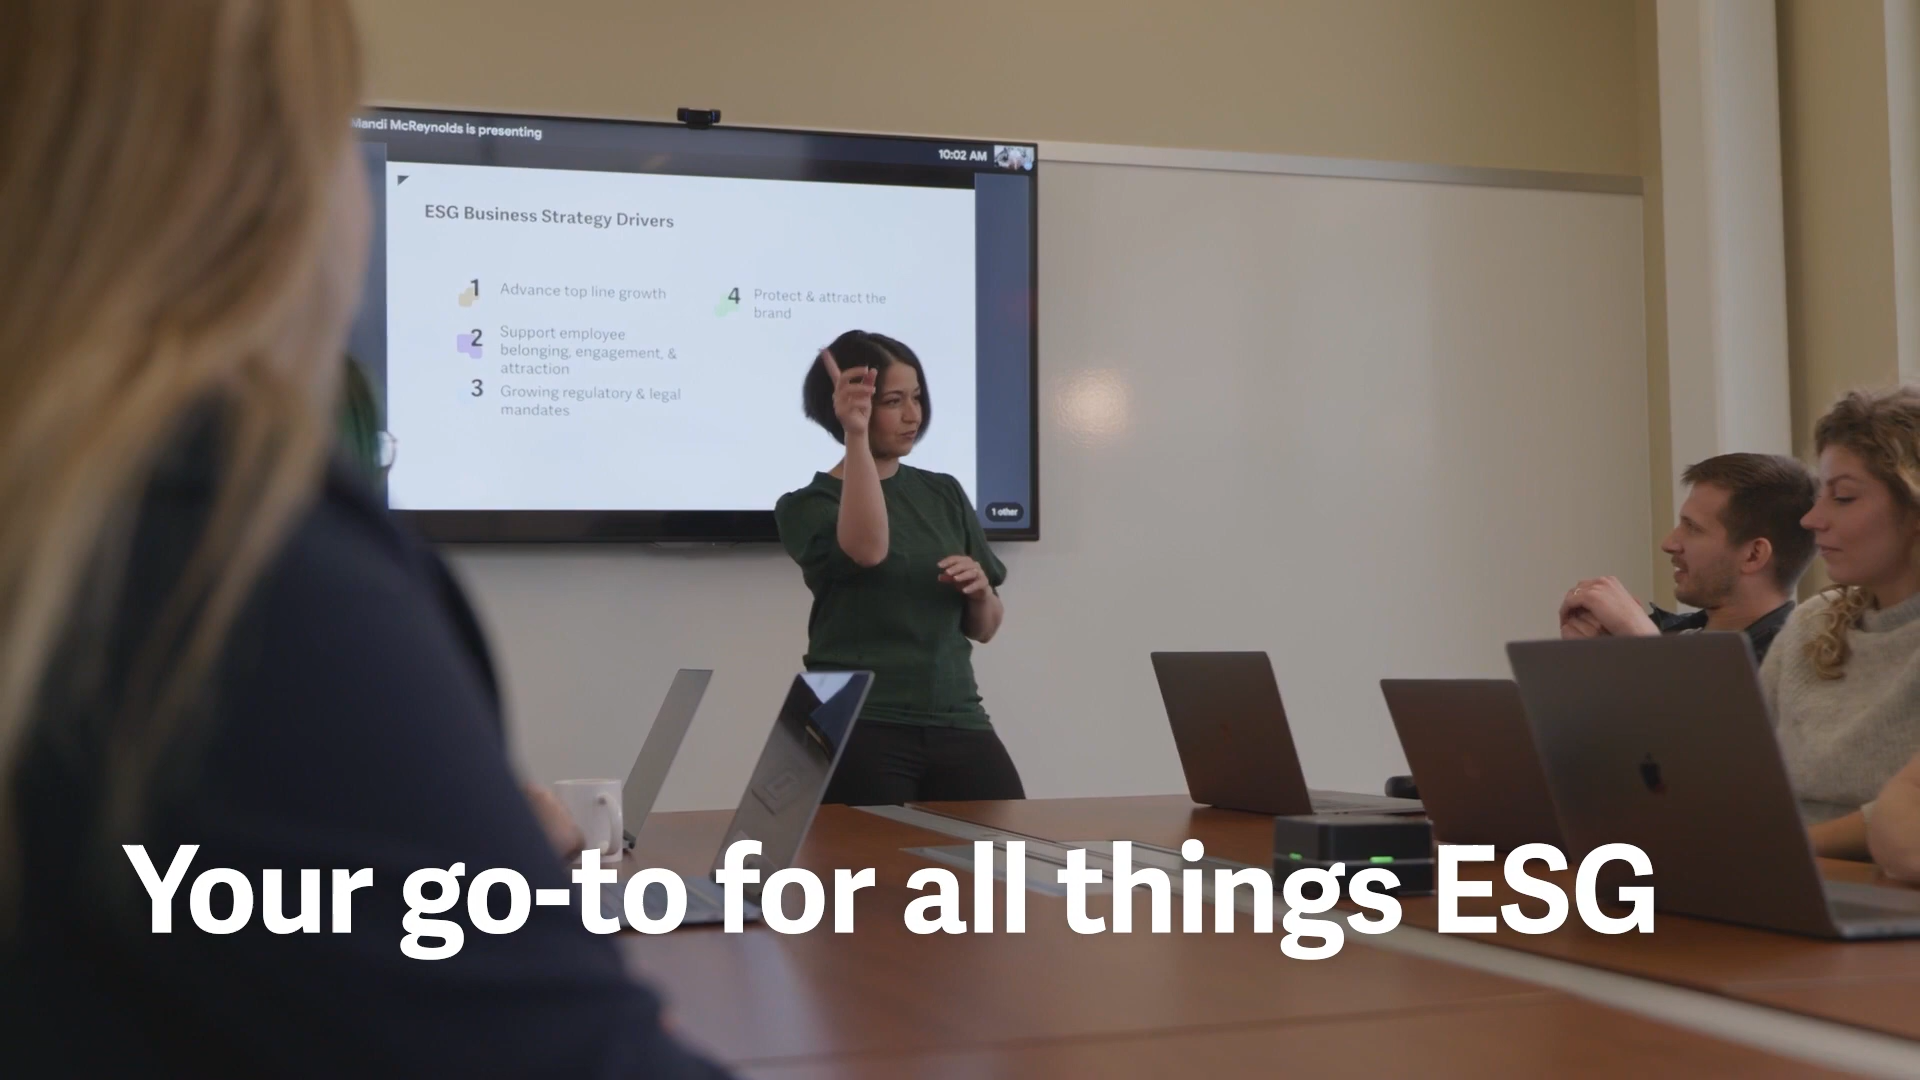 Mandi McReynolds is presenting
10:02 AM
ESG Business Strategy Drivers
1
Advance top line growth
2
Support employee
belonging, engagement, &
attraction
3
Growing regulatory & legal
mandates
4
Protect & attract the
brand
1 other
Your go-to for all things ESG